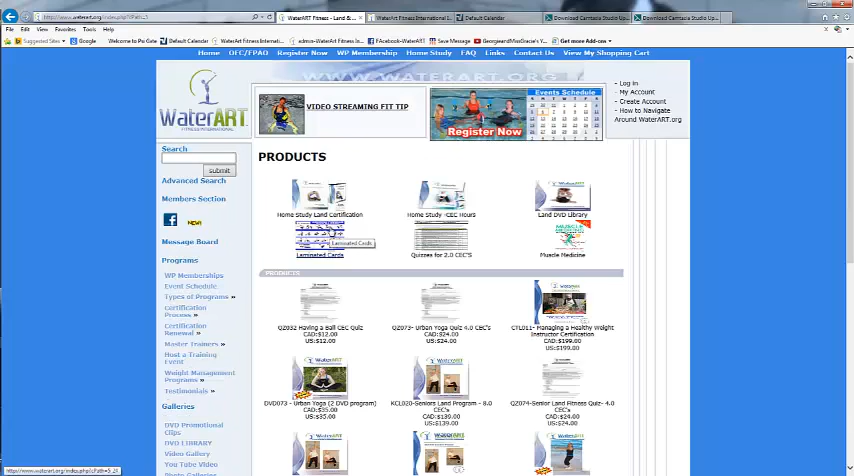 http://www.waterart.org/index.php?cPath=5
WaterART Fitness - Land & ...
WaterArt Fitness International I...
Default Calendar
Download Camtasia Studio Up...
Download Camtasia Studio Up...
File Edit View Favorites Tools Help
Suggested Sites
Google
Welcome to Poi Gate
Default Calendar
WaterArt Fitness Internati...
admin-WaterArt Fitness In...
FaceBook-WaterART
Save Message
GeorgeandMacGracie's Yo...
Get more Add-ons
Home OFC/FPAO Register Now WP Membership Home Study FAQ Links Contact Us View My Shopping Cart
WWW.WATERART.ORG
WaterART
FITNESS INTERNATIONAL
VIDEO STREAMING FIT TIP
Events Schedule
Register Now
- Log In
- My Account
- Create Account
- How to Navigate
Around WaterART.org
Search
submit
Advanced Search
Members Section
NEW!
Message Board
Programs
WP Memberships
Event Schedule
Types of Programs »
Certification
Process »
Certification
Renewal »
Master Trainers »
Host a Training
Event
Weight Management
Programs »
Testimonials »
Galleries
DVD Promotional
Clips
DVD LIBRARY
Video Gallery
You Tube Video
Photo Galleries
PRODUCTS
Home Study Land Certification
Home Study -CEC Hours
Land DVD Library
Laminated Cards
Laminated Cards
Quizzes for 2.0 CEC'S
MUSCLE
MEDICINE
Muscle Medicine
PRODUCTS
QZ032 Having a Ball CEC Quiz
CAD:$12.00
US:$12.00
QZ073- Urban Yoga Quiz 4.0 CEC's
CAD:$24.00
US:$24.00
CTL011- Managing a Healthy Weight
Instructor Certification
CAD:$199.00
US:$199.00
DVD073 - Urban Yoga (2 DVD program)
CAD:$35.00
US:$35.00
KCL020-Seniors Land Program - 8.0
CEC's
CAD:$139.00
US:$139.00
QZ074-Senior Land Fitness Quiz- 4.0
CEC's
CAD:$24.00
US:$24.00